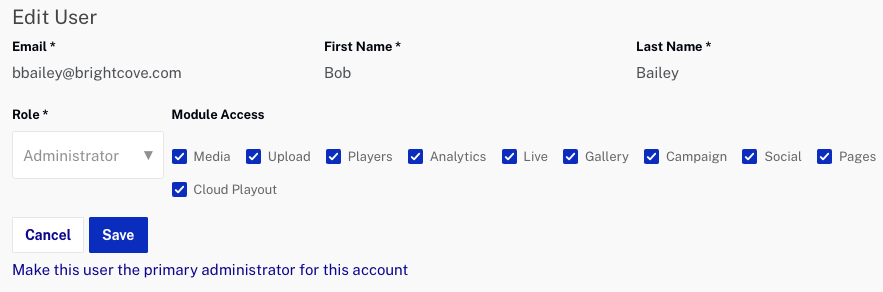 Edit User
Email * First Name * Last Name *
bbailey@brightcove.com Bob Bailey
Role * Module Access
Administrator ▼ Media Upload Players Analytics Live Gallery Campaign Social Pages
Cloud Playout
Cancel Save
Make this user the primary administrator for this account